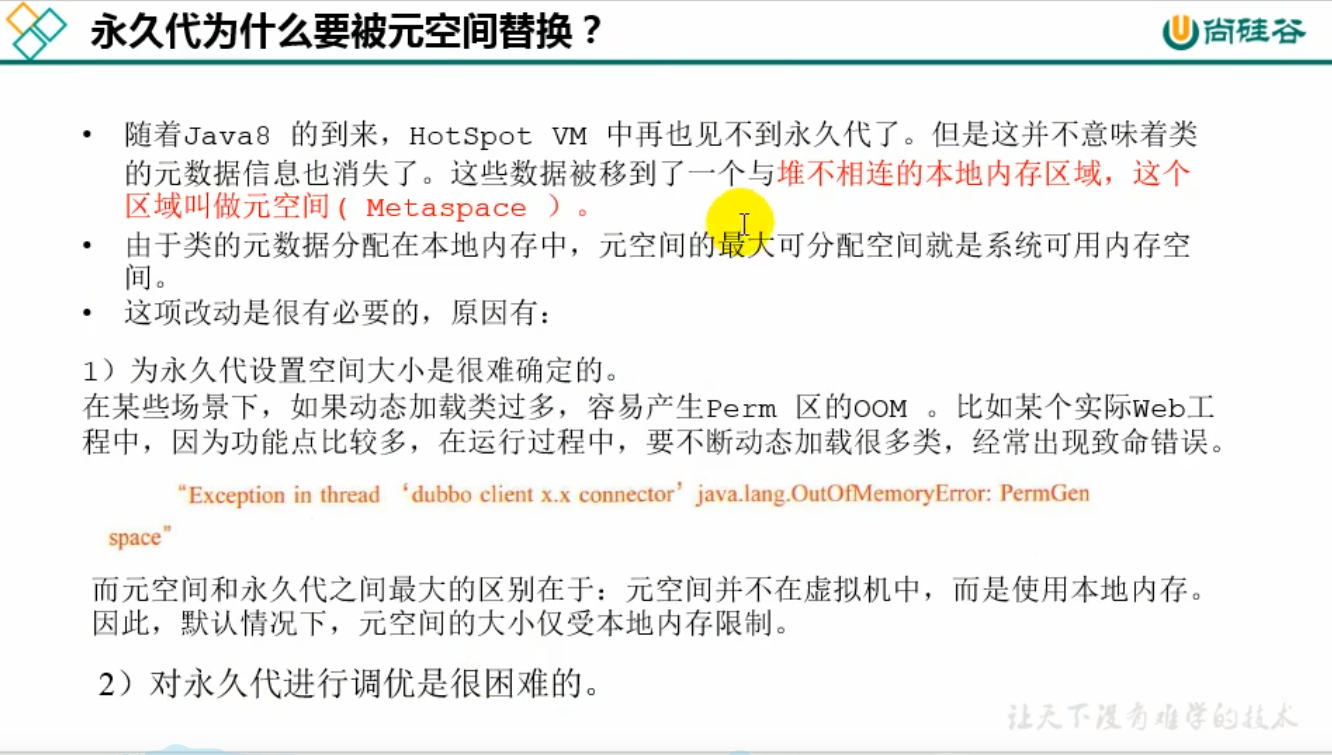 永久代为什么要被元空间替换？
尚硅谷
• 随着Java8 的到来，HotSpot VM 中再也见不到永久代了。但是这并不意味着类
的元数据信息也消失了。这些数据被移到了一个与堆不相连的本地内存区域，这个
区域叫做元空间( Metaspace ）。
• 由于类的元数据分配在本地内存中，元空间的最大可分配空间就是系统可用内存空
间。
• 这项改动是很有必要的，原因有：
1）为永久代设置空间大小是很难确定的。
在某些场景下，如果动态加载类过多，容易产生Perm 区的OOM 。比如某个实际Web工
程中，因为功能点比较多，在运行过程中，要不断动态加载很多类，经常出现致命错误。
“Exception in thread ‘dubbo client x.x connector’ java.lang.OutOfMemoryError: PermGen
space”
而元空间和永久代之间最大的区别在于：元空间并不在虚拟机中，而是使用本地内存。
因此，默认情况下，元空间的大小仅受本地内存限制。
2）对永久代进行调优是很困难的。
让天下没有难学的技术